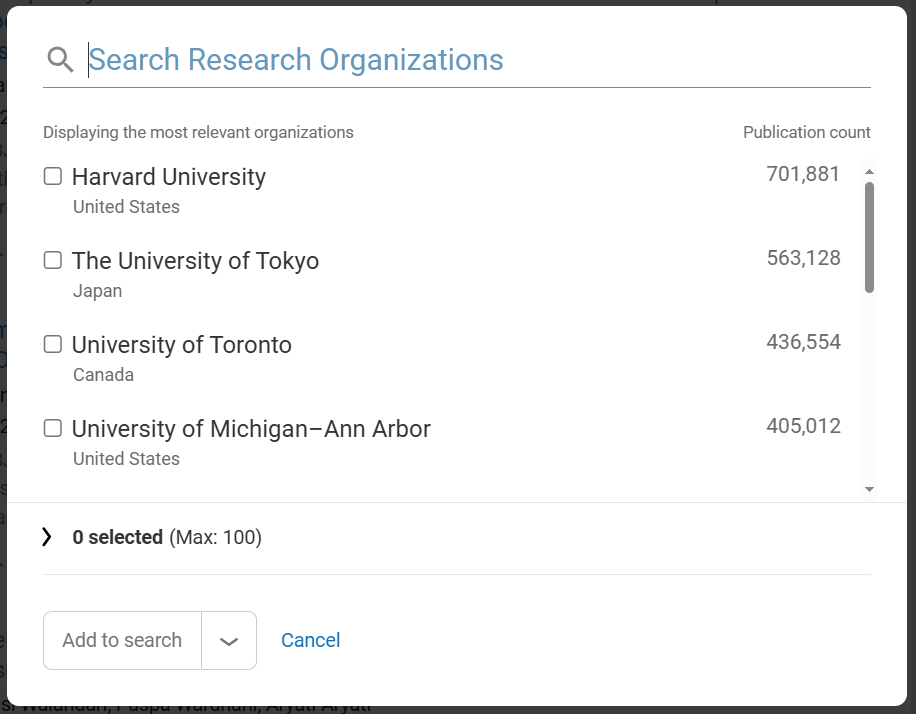 Search Research Organizations
Displaying the most relevant organizations Publication count
Harvard University 701,881
United States
The University of Tokyo 563,128
Japan
University of Toronto 436,554
Canada
University of Michigan–Ann Arbor 405,012
United States
0 selected (Max: 100)
Add to search Cancel